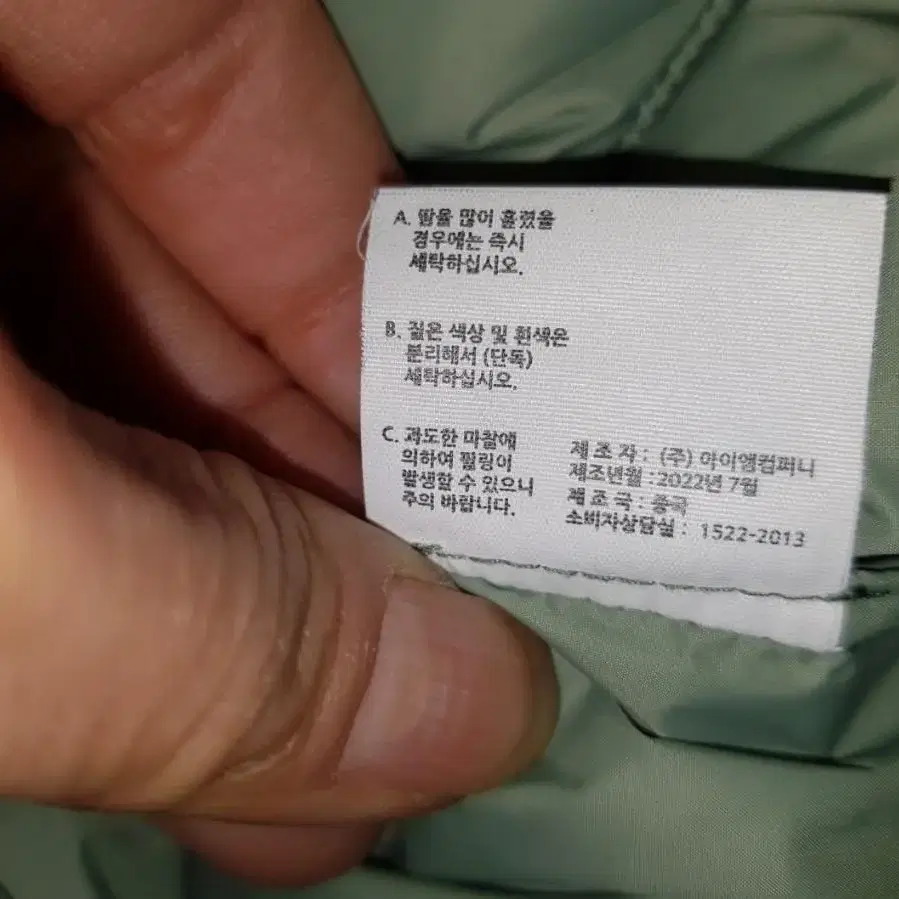 A. 땀을 많이 흘렸을
경우에는 즉시
세탁하십시오.
B. 짙은 색상 및 흰색은
분리해서 (단독)
세탁하십시오.
C. 과도한 마찰에
의하여 필링이
발생할 수 있으니
주의 바랍니다.
제 조 자 : (주) 아이엠컴퍼니
제조년월 : 2022년 7월
제 조 국 : 중국
소비자상담실 : 1522-2013